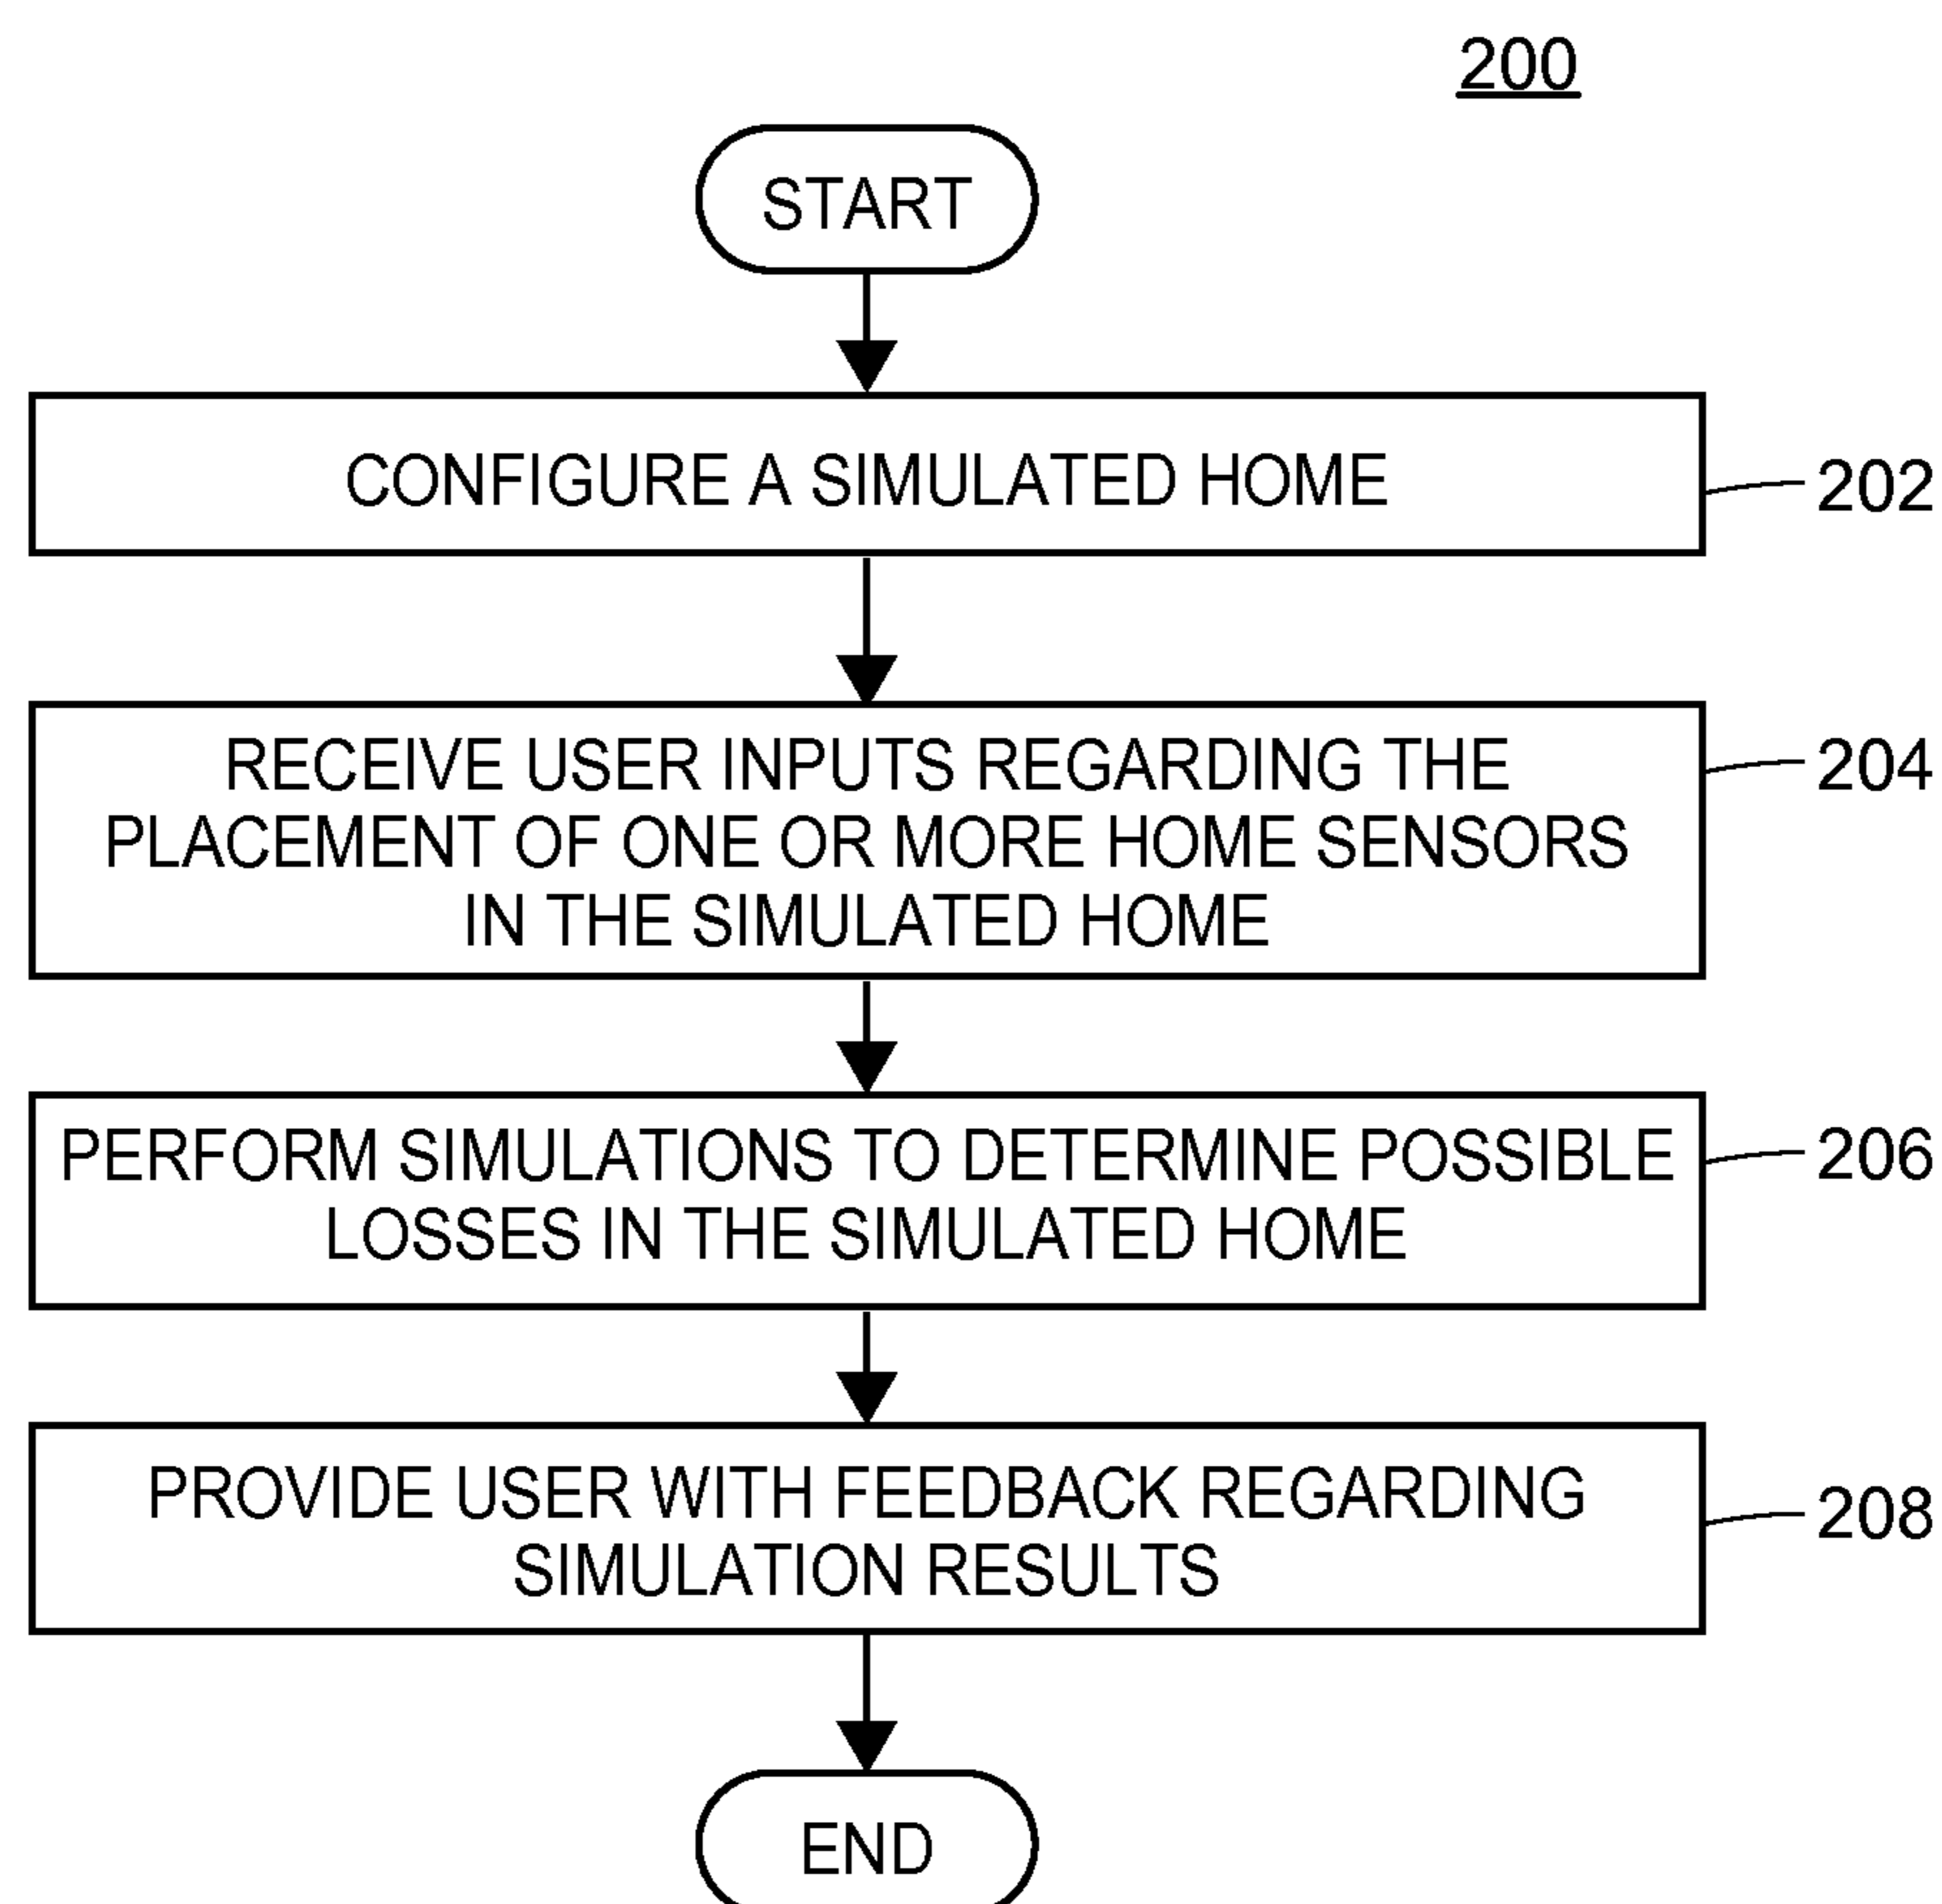 200
START
CONFIGURE A SIMULATED HOME
202
RECEIVE USER INPUTS REGARDING THE
PLACEMENT OF ONE OR MORE HOME SENSORS
IN THE SIMULATED HOME
204
PERFORM SIMULATIONS TO DETERMINE POSSIBLE
LOSSES IN THE SIMULATED HOME
206
PROVIDE USER WITH FEEDBACK REGARDING
SIMULATION RESULTS
208
END